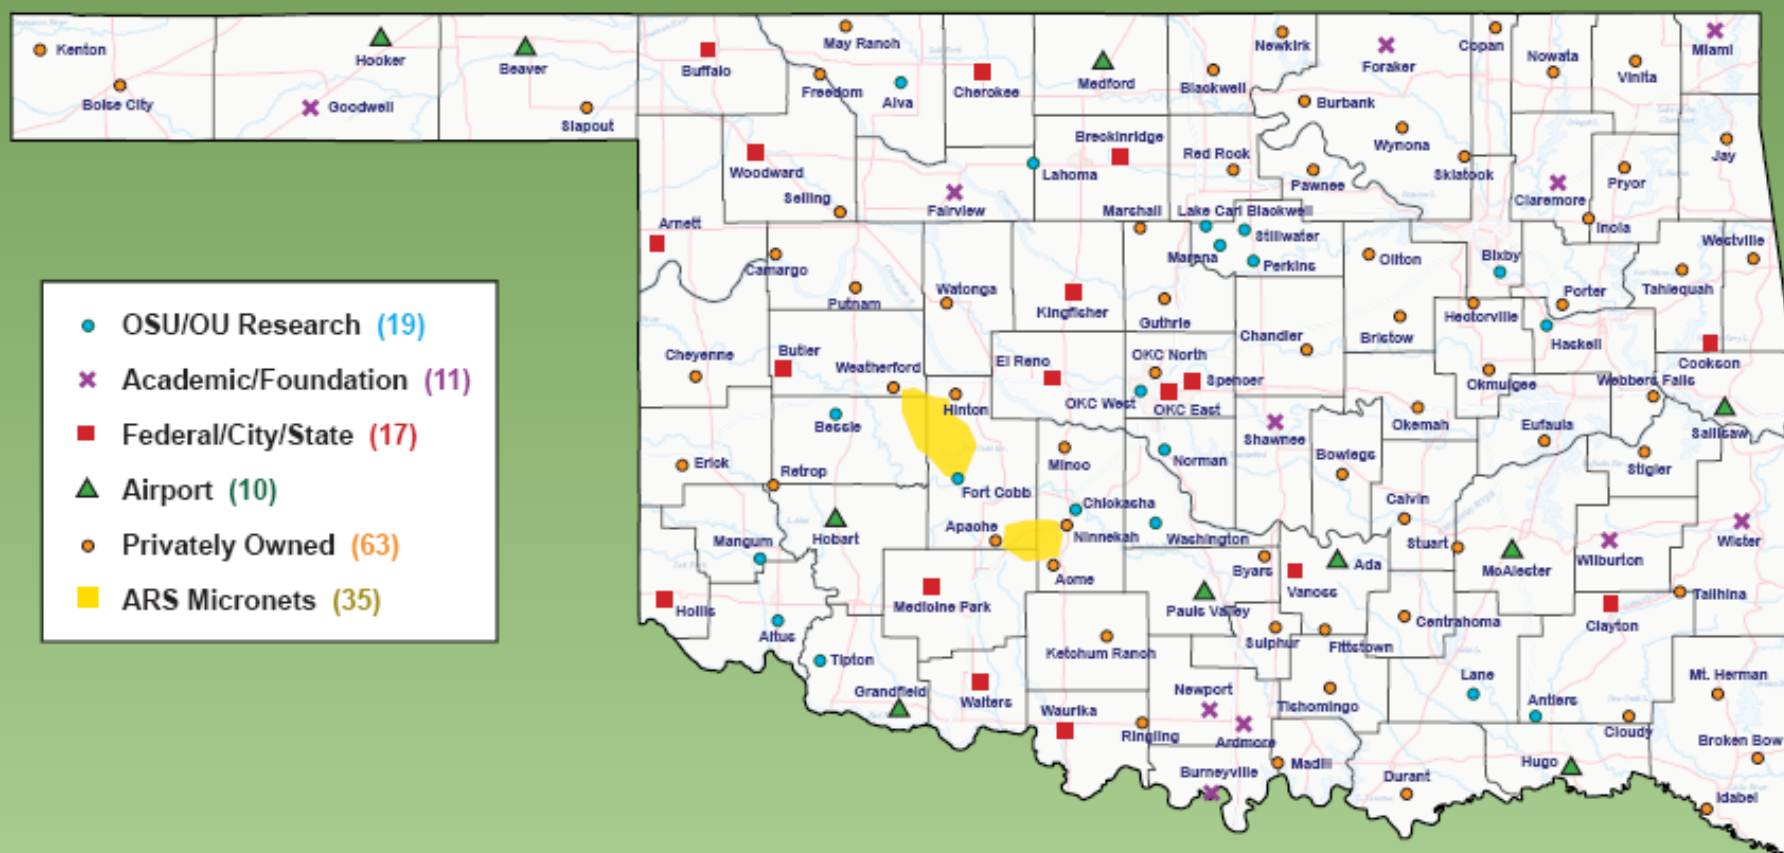 Kenton
Boise City
Hooker
Goodwell
Beaver
Slapout
Buffalo
May Ranch
Freedom
Alva
Cherokee
Medford
Blackwell
Newkirk
Foraker
Copan
Nowata
Vinita
Miami
Burbank
Wynona
Woodward
Seiling
Fairview
Lahoma
Breckinridge
Red Rock
Pawnee
Skiatook
Claremore
Pryor
Jay
Inola
Arnett
Camargo
Putnam
Watonga
Marshall
Lake Carl Blackwell
Stillwater
Marena
Perkins
Oilton
Bixby
Westville
Tahlequah
Porter
Kingfisher
Guthrie
Chandler
Bristow
Hectorville
Haskell
Cookson
Cheyenne
Butler
Weatherford
El Reno
OKC North
Spencer
OKC West
OKC East
Okmulgee
Webbers Falls
Hinton
Bessie
Shawnee
Okemah
Eufaula
Sallisaw
Erick
Retrop
Fort Cobb
Minco
Norman
Bowlegs
Stigler
Calvin
Chickasha
Apache
Ninnekah
Washington
Stuart
Mangum
Hobart
Acme
Byars
Ada
Vanoss
McAlester
Wilburton
Wister
Hollis
Medicine Park
Pauls Valley
Centrahoma
Talihina
Clayton
Altus
Tipton
Ketchum Ranch
Sulphur
Fittstown
Grandfield
Walters
Waurika
Newport
Tishomingo
Lane
Antlers
Mt. Herman
Ringling
Ardmore
Cloudy
Broken Bow
Burneyville
Madill
Durant
Hugo
Idabel
OSU/OU Research (19)
Academic/Foundation (11)
Federal/City/State (17)
Airport (10)
Privately Owned (63)
ARS Micronets (35)